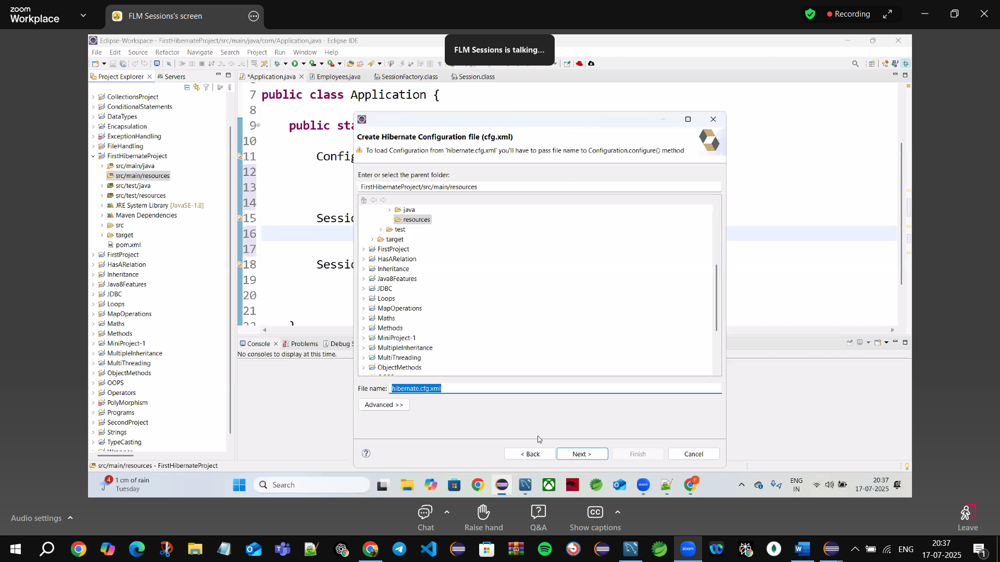 zoom
Workplace
FLM Sessions's screen
Recording
Eclipse-Workspace - FirstHibernateProject/src/main/java/com/Application.java - Eclipse IDE
FLM Sessions is talking...
File Edit Source Refactor Navigate Search Project Run Window Help
Project Explorer
Servers
*Application.java
Employees.java
SessionFactory.class
Session.class
CollectionsProject
ConditionalStatements
DataTypes
Encapsulation
ExceptionHandling
FileHandling
FirstHibernateProject
src/main/java
src/main/resources
src/test/java
src/test/resources
JRE System Library [JavaSE-1.8]
Maven Dependencies
src
target
pom.xml
FirstProject
HasARelation
Inheritance
Java8Features
JDBC
Loops
MapOperations
Maths
Methods
MiniProject-1
MultipleInheritance
MultiThreading
ObjectMethods
OOPS
Operators
PolyMorphism
Programs
SecondProject
Strings
TypeCasting
7 public class Application {
8
9 public sta
10
11 Config
12
13
14
15 Sessio
16
17
18 Sessio
19
20
21
22 }
Console
Problems
Debug S
No consoles to display at this time.
Create Hibernate Configuration file (cfg.xml)
To load Configuration from 'hibernate.cfg.xml' you'll have to pass file name to Configuration.configure() method
Enter or select the parent folder:
FirstHibernateProject/src/main/resources
java
resources
test
target
FirstProject
HasARelation
Inheritance
Java8Features
JDBC
Loops
MapOperations
Maths
Methods
MiniProject-1
MultipleInheritance
MultiThreading
ObjectMethods
File name: hibernate.cfg.xml
Advanced >>
< Back
Next >
Finish
Cancel
src/main/resources - FirstHibernateProject
4
1 cm of rain
Tuesday
Search
ENG
IN
20:37
17-07-2025
Audio settings
Chat
Raise hand
Q&A
CC
Show captions
Leave
zoom
ENG
20:37
17-07-2025
1